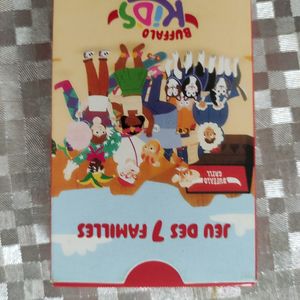 BUFFALO
KiDS
BUFFALO
GRILL
JEU DES 7 FAMILLES